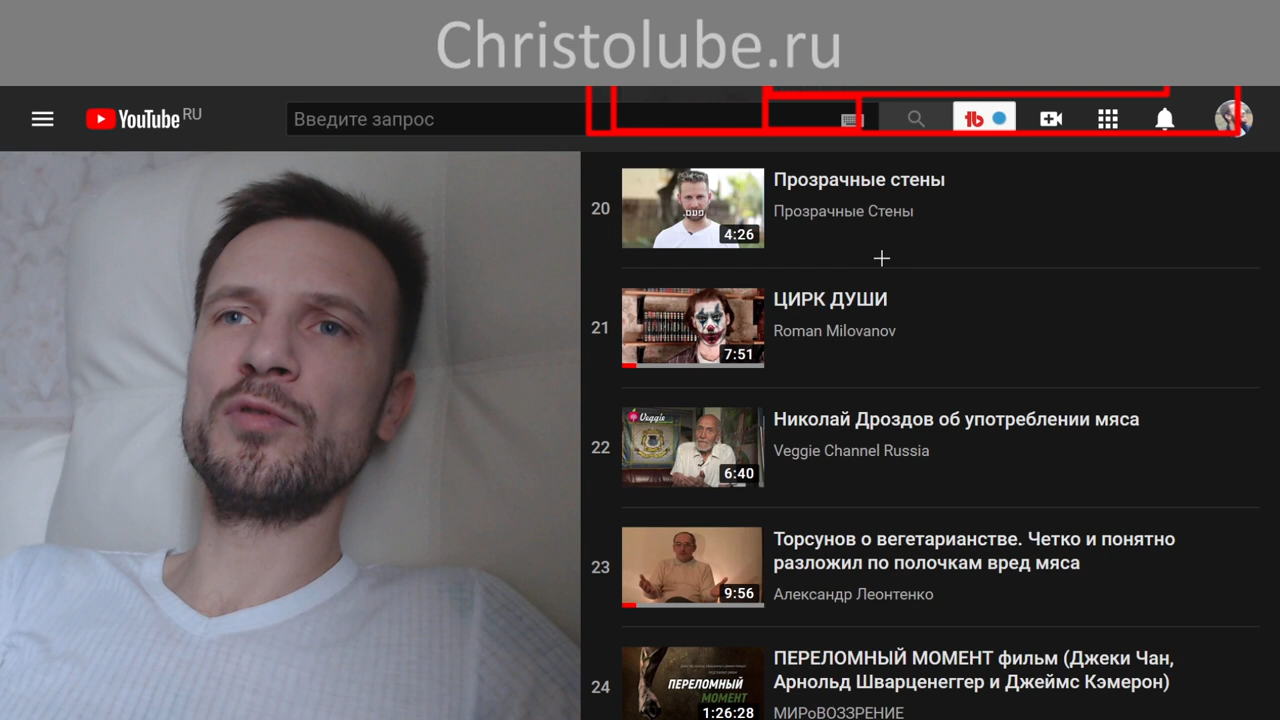 Christolube.ru
YouTube RU
Введите запрос
20
Прозрачные стены
Прозрачные Стены
4:26
21
ЦИРК ДУШИ
Roman Milovanov
7:51
22
Veggie
Николай Дроздов об употреблении мяса
Veggie Channel Russia
6:40
23
Торсунов о вегетарианстве. Четко и понятно
разложил по полочкам вред мяса
Александр Леонтенко
9:56
24
ПЕРЕЛОМНЫЙ МОМЕНТ фильм (Джеки Чан,
Арнольд Шварценеггер и Джеймс Кэмерон)
МИРоВОЗЗРЕНИЕ
ПЕРЕЛОМНЫЙ
МОМЕНТ
1:26:28